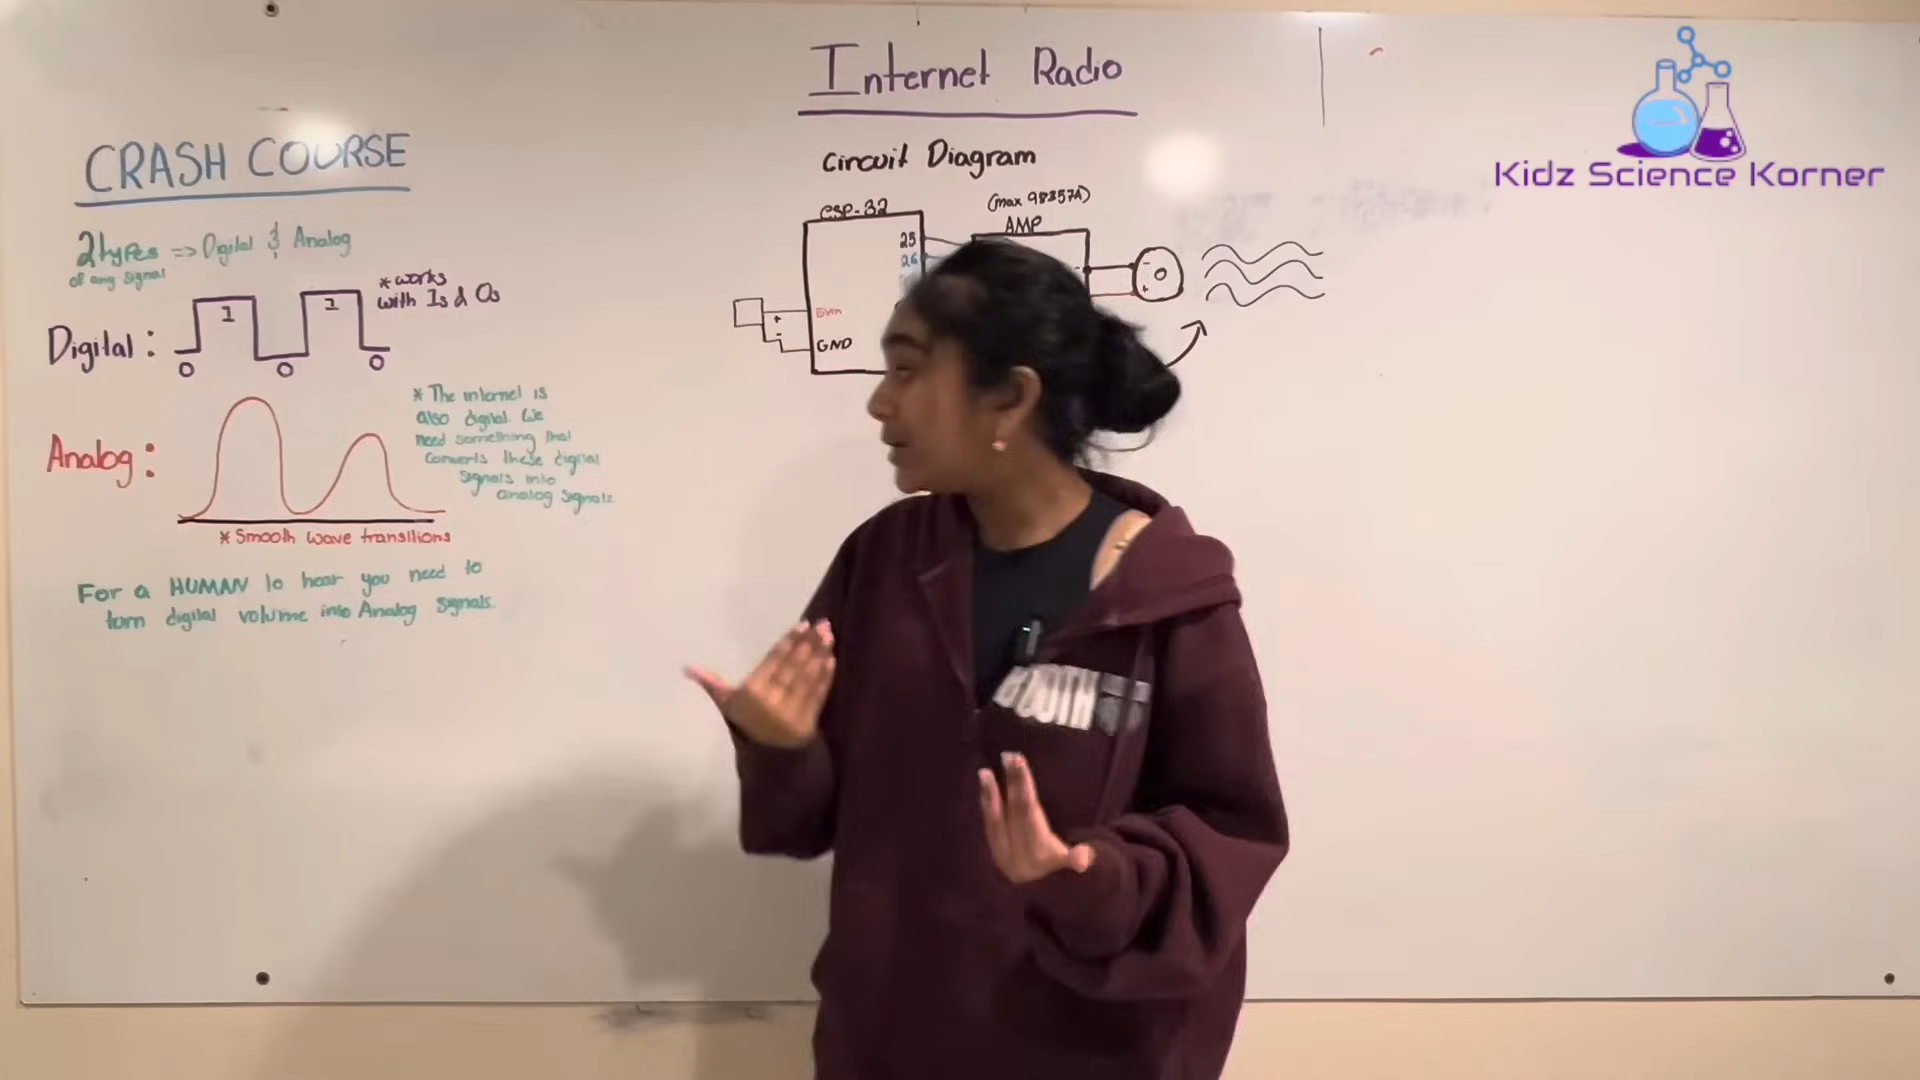 Internet Radio
Kidz Science Korner
CRASH COURSE
2 types => Digital & Analog
of any signal
Digital:
1
1
0
0
0
* works
with 1s & 0s
Analog:
* Smooth wave transitions
* The internet is
also digital. We
need something that
converts these digital
signals into
analog signals.
For a HUMAN to hear you need to
turn digital volume into Analog signals.
Circuit Diagram
ESP-32
25
26
5Vin
GND
+
-
(max 98357A)
AMP
-
-
+